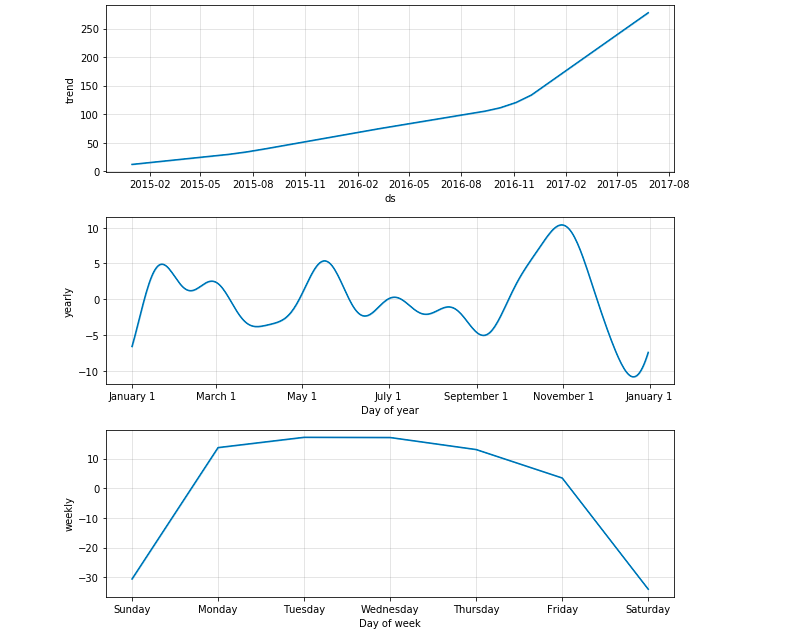 250
200
150
100
50
0
trend
2015-02 2015-05 2015-08 2015-11 2016-02 2016-05 2016-08 2016-11 2017-02 2017-05 2017-08
ds
10
5
0
−5
−10
yearly
January 1 March 1 May 1 July 1 September 1 November 1 January 1
Day of year
10
0
−10
−20
−30
weekly
Sunday Monday Tuesday Wednesday Thursday Friday Saturday
Day of week